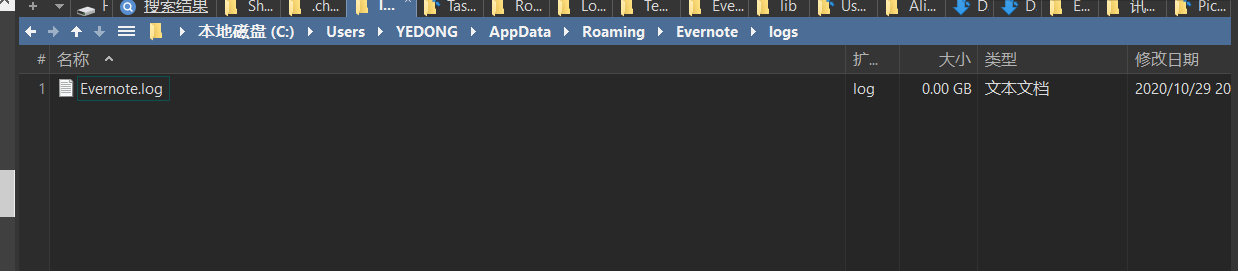 搜索结果 Sh... .ch... l... Tas... Ro... Lo... Te... Eve... lib Us... Ali... D D E... 讯... Pic...
本地磁盘 (C:) Users YEDONG AppData Roaming Evernote logs
# 名称 扩... 大小 类型 修改日期
1 Evernote.log log 0.00 GB 文本文档 2020/10/29 20